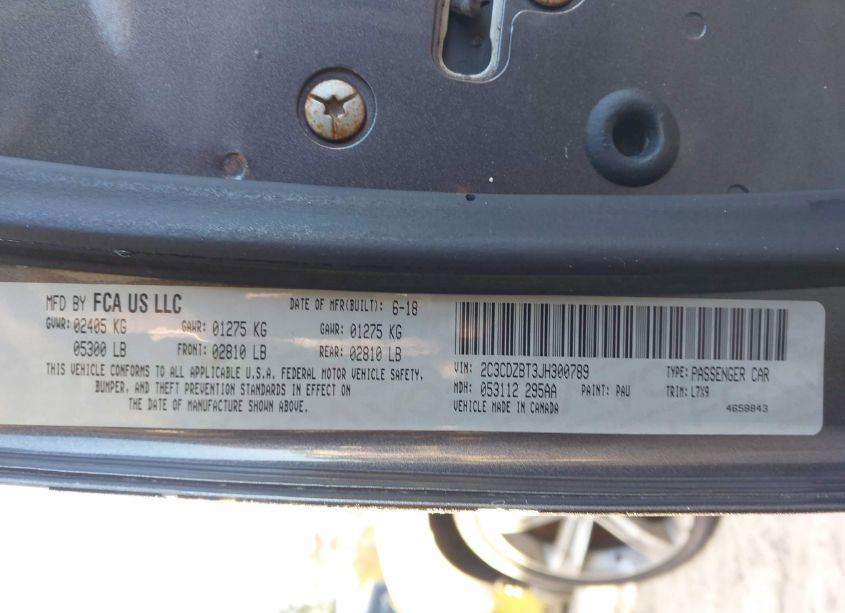 MFD BY FCA US LLC DATE OF MFR(BUILT): 6-18
GVWR: 02405 KG GAWR: 01275 KG GAWR: 01275 KG
05300 LB FRONT: 02810 LB REAR: 02810 LB
THIS VEHICLE CONFORMS TO ALL APPLICABLE U.S.A. FEDERAL MOTOR VEHICLE SAFETY,
BUMPER, AND THEFT PREVENTION STANDARDS IN EFFECT ON
THE DATE OF MANUFACTURE SHOWN ABOVE.
VIN: 2C3CDZBT3JH300789 TYPE: PASSENGER CAR
MDH: 053112 295AA PAINT: PAU TRIM: L7X9
VEHICLE MADE IN CANADA 4658843